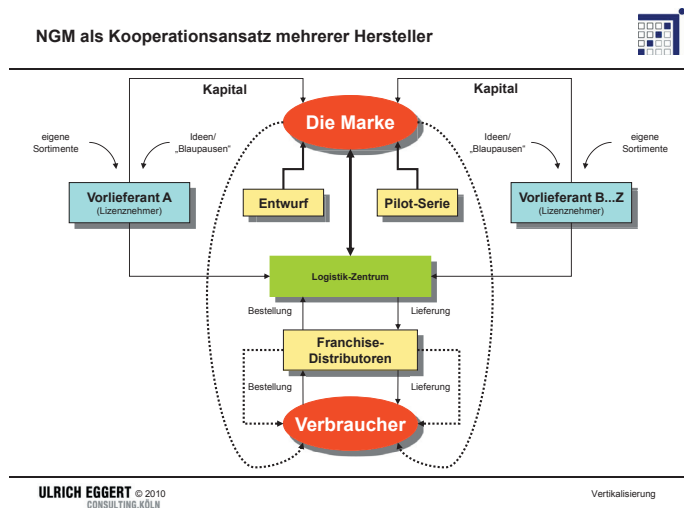 NGM als Kooperationsansatz mehrerer Hersteller
Kapital
Kapital
Die Marke
eigene
Sortimente
Ideen/
„Blaupausen"
Ideen/
„Blaupausen"
eigene
Sortimente
Vorlieferant A
(Lizenznehmer)
Entwurf
Pilot-Serie
Vorlieferant B...Z
(Lizenznehmer)
Logistik-Zentrum
Bestellung
Lieferung
Franchise-
Distributoren
Bestellung
Lieferung
Verbraucher
ULRICH EGGERT © 2010
CONSULTING.KÖLN
Vertikalisierung